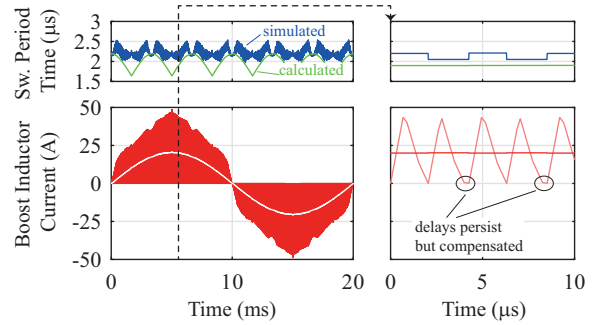 Sw. Period
Time (µs)
3
2.5
2
1.5
simulated
calculated
Boost Inductor
Current (A)
50
25
0
-25
-50
delays persist
but compensated
0
10
20
0
5
10
Time (ms)
Time (µs)